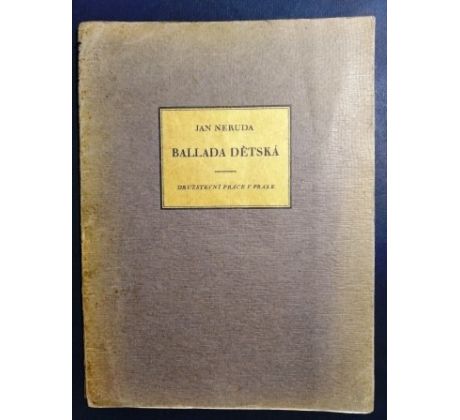 JAN NERUDA
BALLADA DĚTSKÁ
DRUŽSTEVNÍ PRÁCE V PRAZE